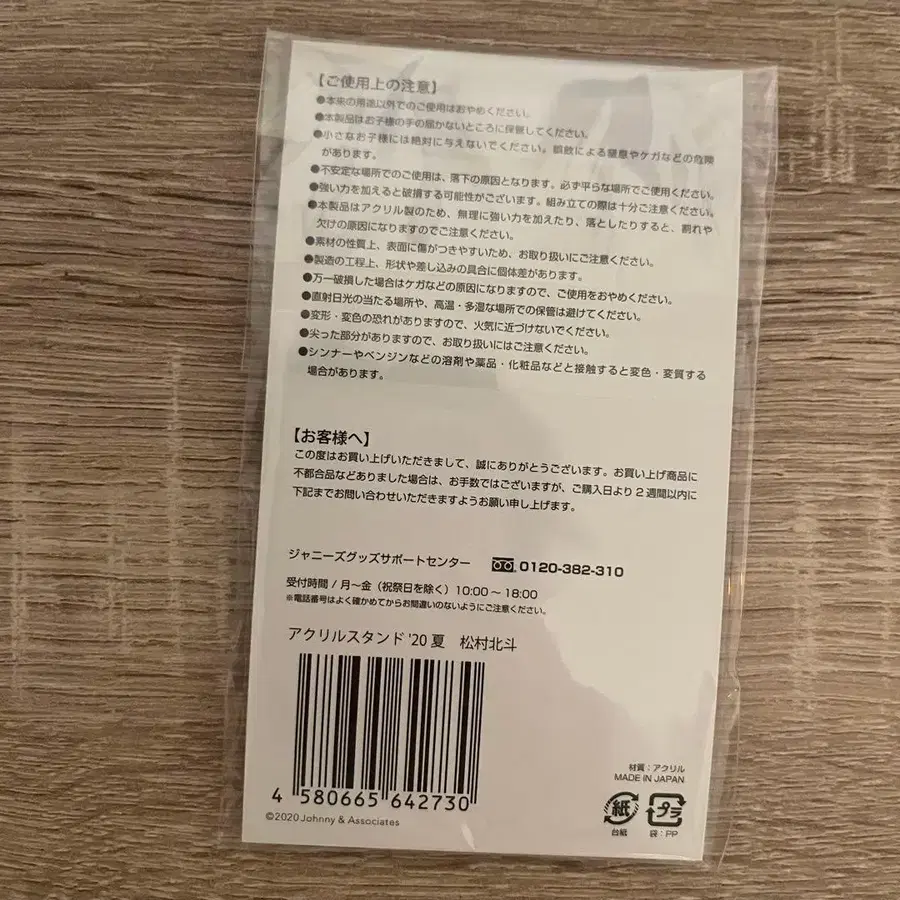 【ご使用上の注意】
●本来の用途以外でのご使用はおやめください。
●本製品はお子様の手の届かないところに保管してください。
●小さなお子様には絶対に与えないでください。誤飲による窒息やケガなどの危険
があります。
●不安定な場所でのご使用は、落下の原因となります。必ず平らな場所でご使用ください。
●強い力を加えると破損する可能性がございます。組み立ての際は十分ご注意ください。
●本製品はアクリル製のため、無理に強い力を加えたり、落としたりすると、割れや
欠けの原因になりますのでご注意ください。
●素材の性質上、表面に傷がつきやすいため、お取り扱いにご注意ください。
●製造の工程上、形状や差し込みの具合に個体差があります。
●万一破損した場合はケガなどの原因になりますので、ご使用をおやめください。
●直射日光の当たる場所や、高温・多湿な場所での保管は避けてください。
●変形・変色の恐れがありますので、火気に近づけないでください。
●尖った部分がありますので、お取り扱いにはご注意ください。
●シンナーやベンジンなどの溶剤や薬品・化粧品などと接触すると変色・変質する
場合があります。
【お客様へ】
この度はお買い上げいただきまして、誠にありがとうございます。お買い上げ商品に
不都合品などありました場合は、お手数ではございますが、ご購入日より2週間以内に
下記までお問い合わせいただきますようお願い申し上げます。
ジャニーズグッズサポートセンター 0120-382-310
受付時間 / 月〜金（祝祭日を除く）10:00 〜 18:00
※電話番号はよく確かめてからお間違いのないようにご注意ください。
アクリルスタンド '20 夏 松村北斗
4 580665 642730
©2020 Johnny & Associates
材質：アクリル
MADE IN JAPAN
紙 プラ
台紙 袋：PP